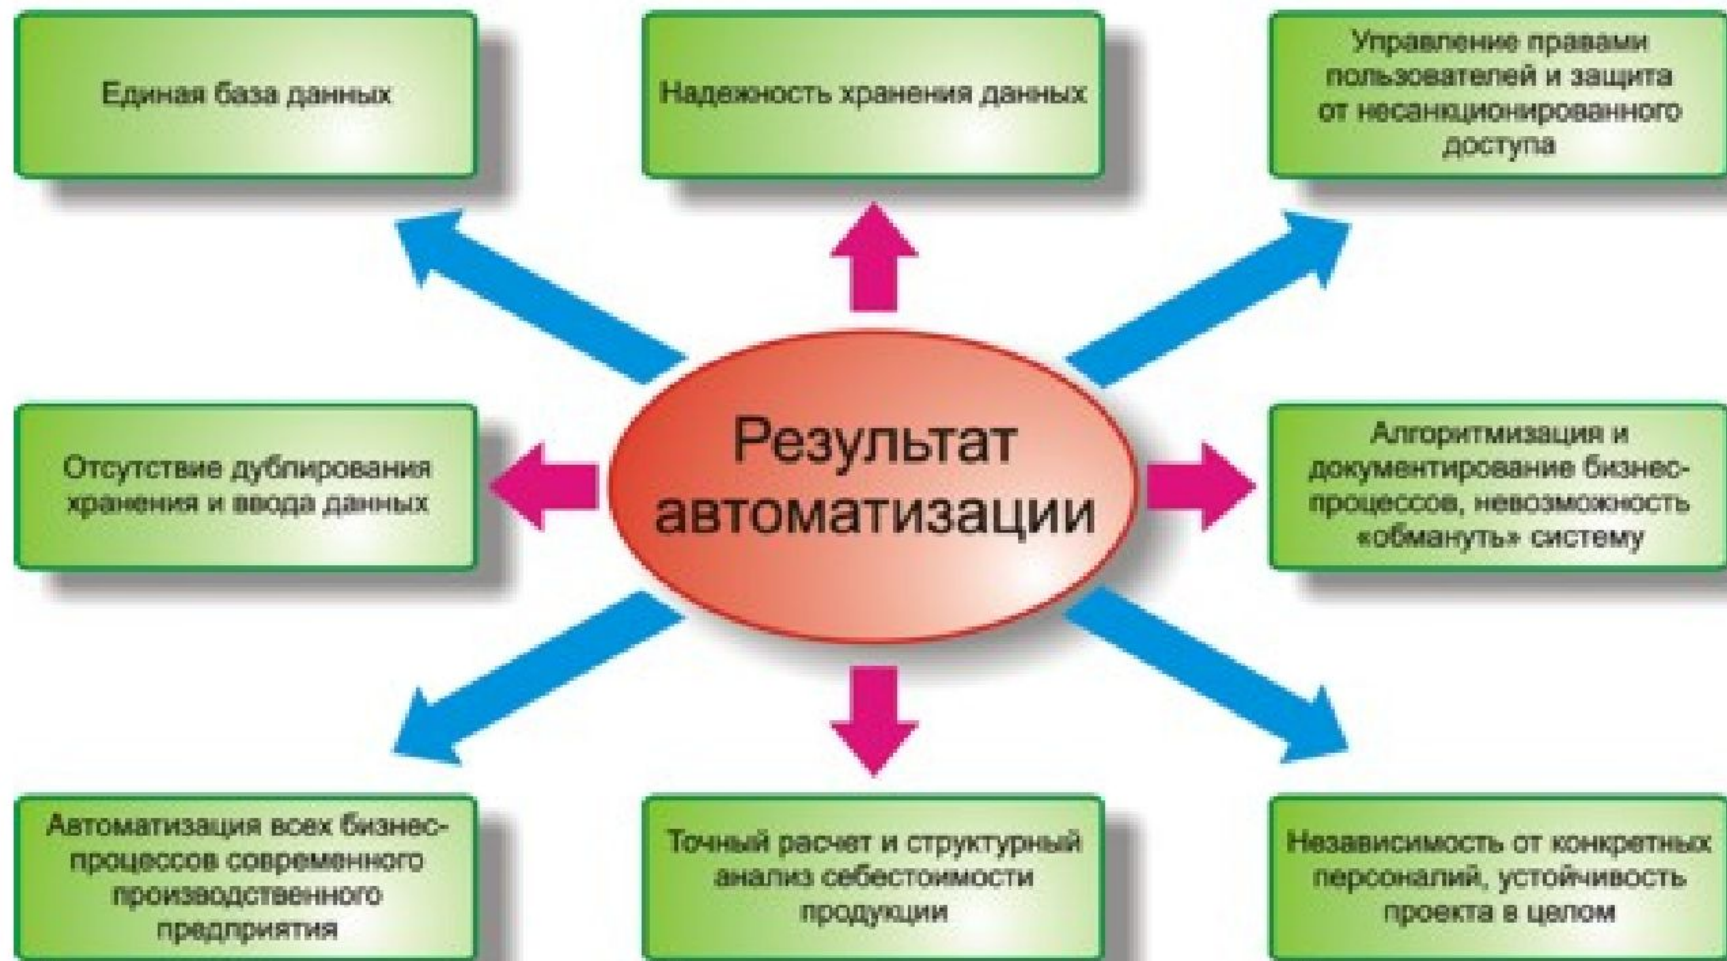 Единая база данных
Надежность хранения данных
Управление правами
пользователей и защита
от несанкционированного
доступа
Отсутствие дублирования
хранения и ввода данных
Результат
автоматизации
Алгоритмизация и
документирование бизнес-
процессов, невозможность
«обмануть» систему
Автоматизация всех бизнес-
процессов современного
производственного
предприятия
Точный расчет и структурный
анализ себестоимости
продукции
Независимость от конкретных
персоналий, устойчивость
проекта в целом